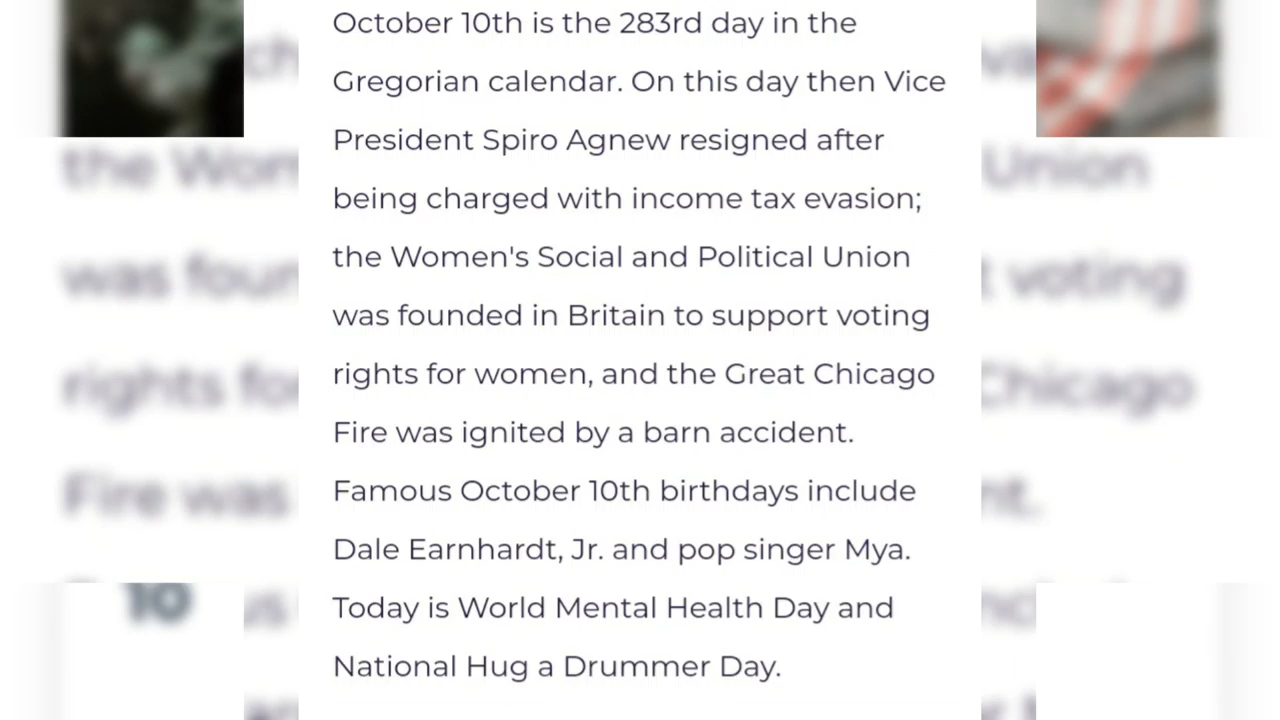 October 10th is the 283rd day in the
Gregorian calendar. On this day then Vice
President Spiro Agnew resigned after
being charged with income tax evasion;
the Women's Social and Political Union
was founded in Britain to support voting
rights for women, and the Great Chicago
Fire was ignited by a barn accident.
Famous October 10th birthdays include
Dale Earnhardt, Jr. and pop singer Mya.
Today is World Mental Health Day and
National Hug a Drummer Day.